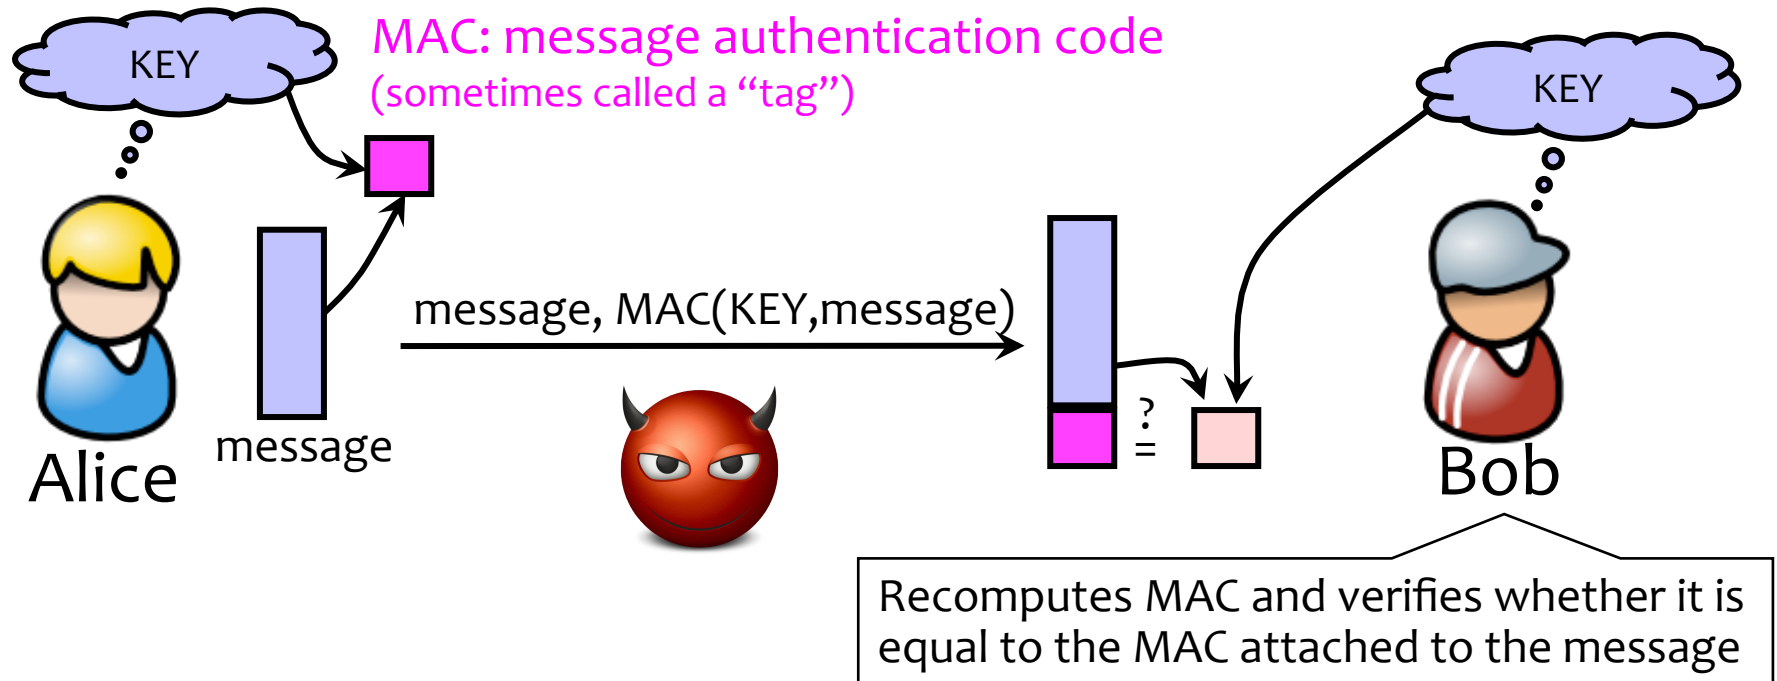 KEY
MAC: message authentication code
(sometimes called a “tag”)
KEY
message, MAC(KEY,message)
?
=
message
Alice
Bob
Recomputes MAC and verifies whether it is
equal to the MAC attached to the message